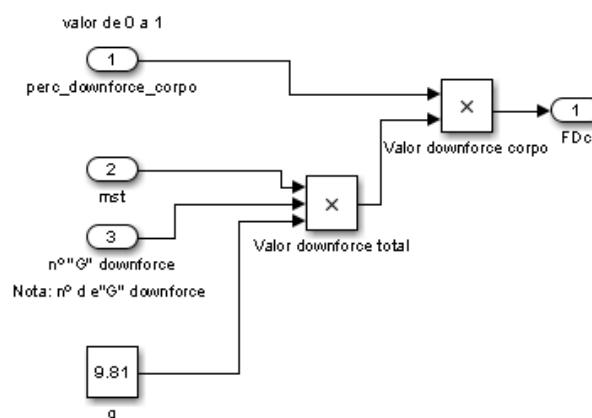 valor de 0 a 1
1
perc_downforce_corpo
×
Valor downforce corpo
1
FDc
2
mst
×
Valor downforce total
3
nº"G" downforce
Nota: nº d e"G" downforce
9.81
g